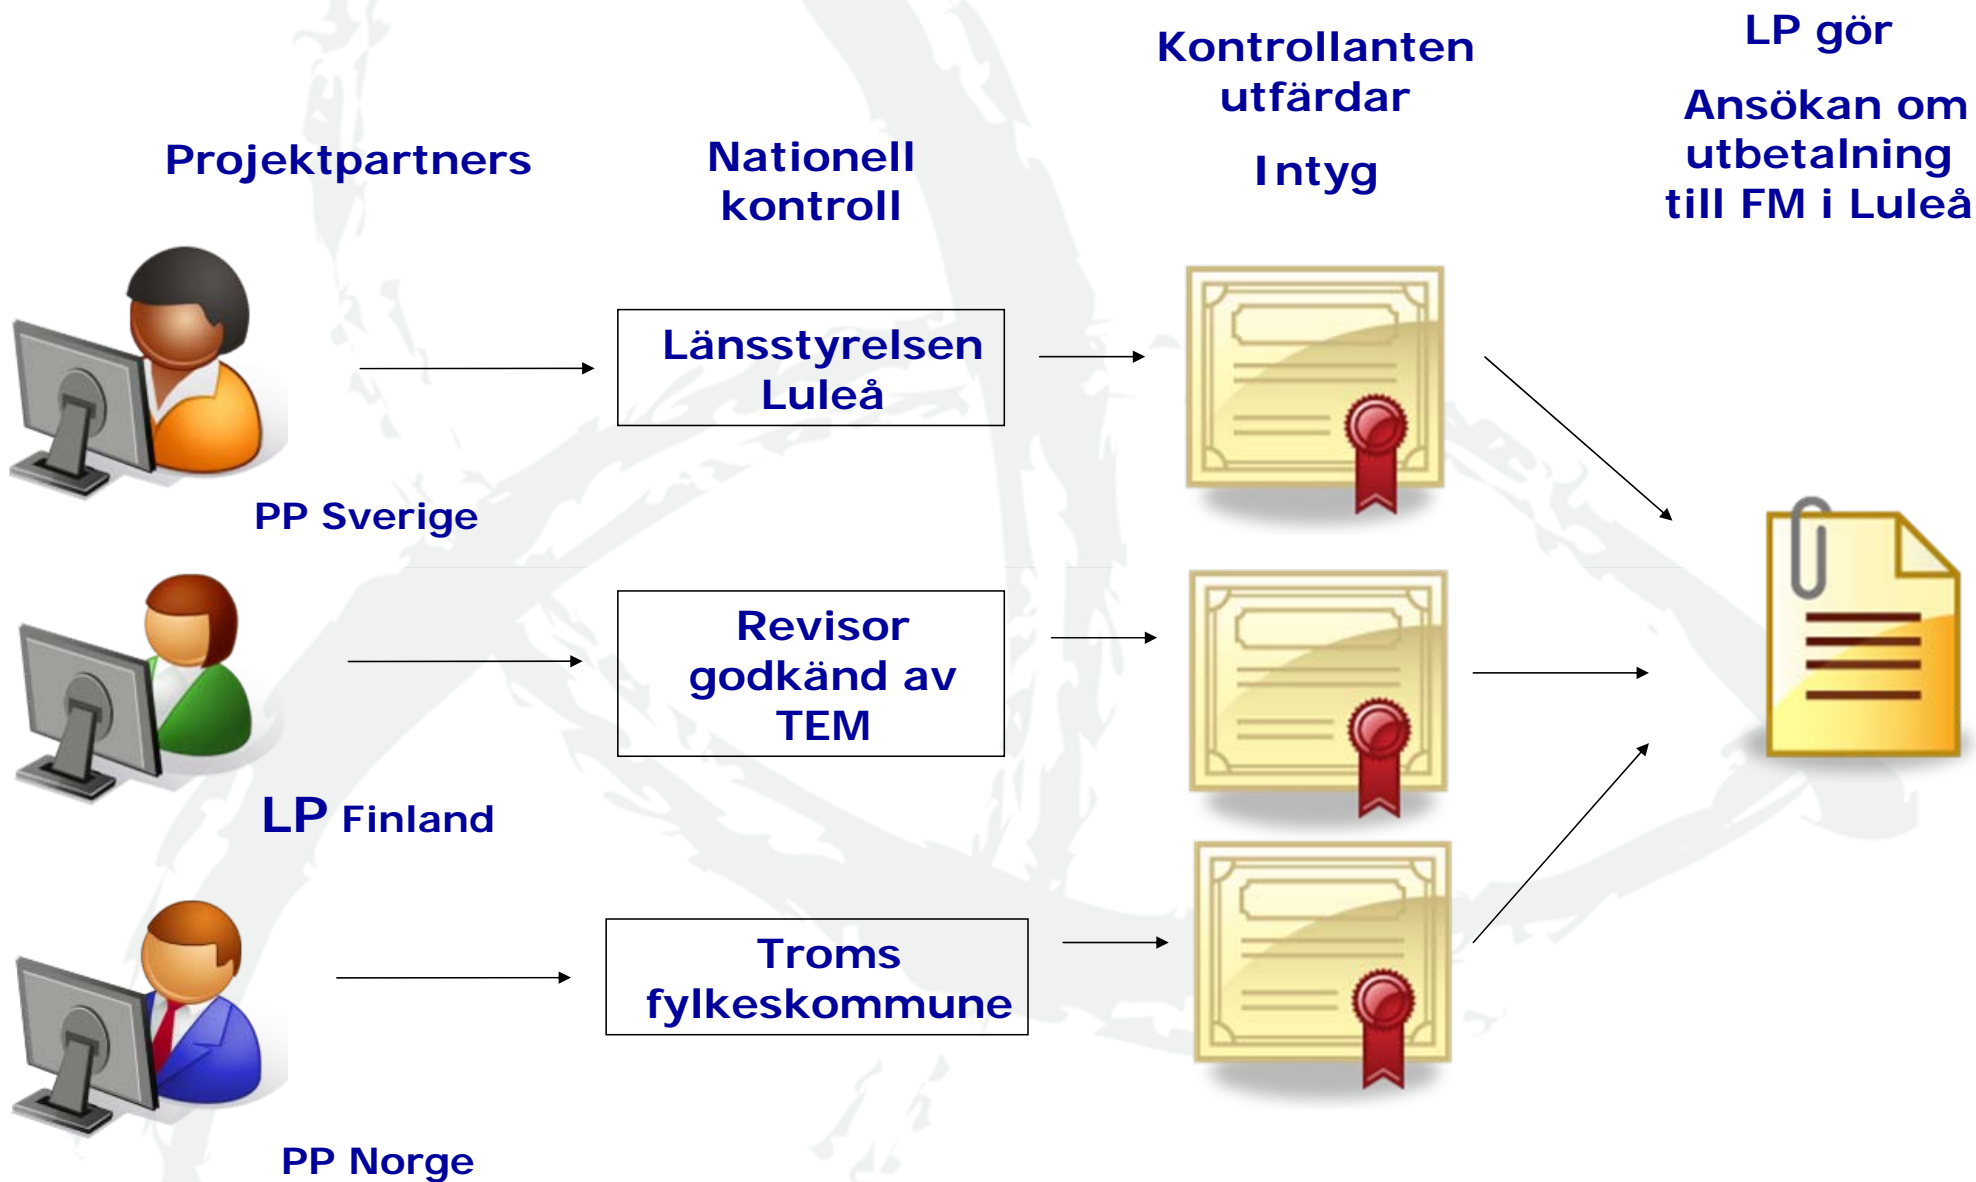 Projektpartners
Nationell
kontroll
Kontrollanten
utfärdar
Intyg
LP gör
Ansökan om
utbetalning
till FM i Luleå
PP Sverige
Länsstyrelsen
Luleå
LP Finland
Revisor
godkänd av
TEM
PP Norge
Troms
fylkeskommune